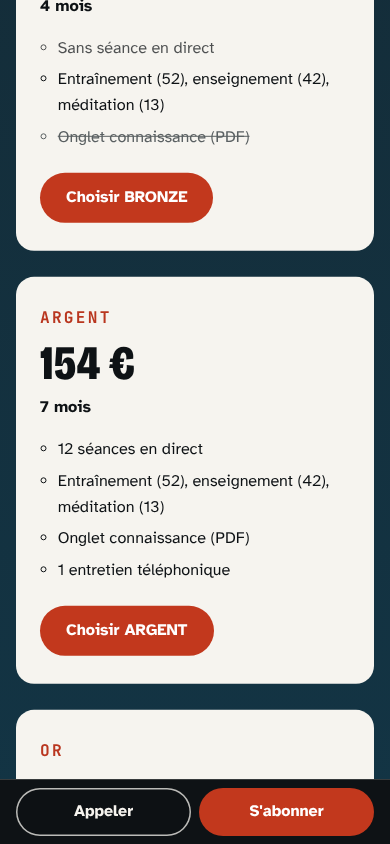 4 mois
Sans séance en direct
Entraînement (52), enseignement (42),
méditation (13)
Onglet connaissance (PDF)
Choisir BRONZE
ARGENT
154 €
7 mois
12 séances en direct
Entraînement (52), enseignement (42),
méditation (13)
Onglet connaissance (PDF)
1 entretien téléphonique
Choisir ARGENT
OR
Appeler
S'abonner